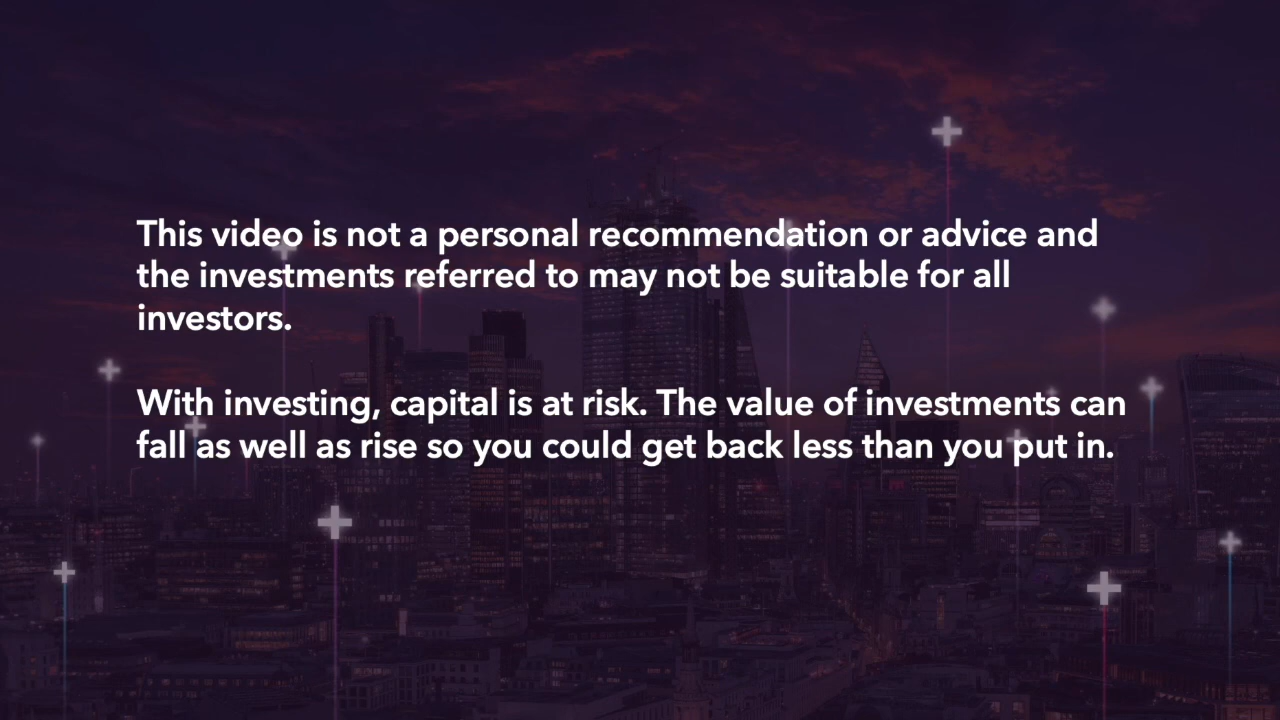 This video is not a personal recommendation or advice and
the investments referred to may not be suitable for all
investors.
With investing, capital is at risk. The value of investments can
fall as well as rise so you could get back less than you put in.